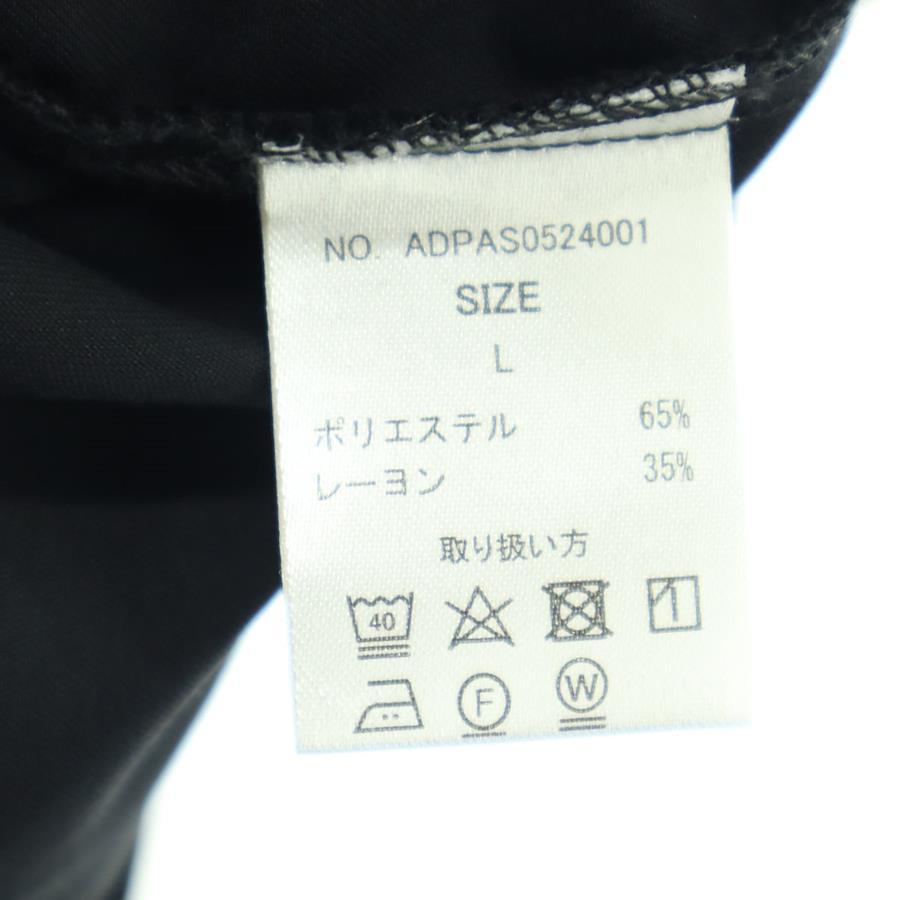 NO. ADPAS0524001
SIZE
L
ポリエステル 65%
レーヨン 35%
取り扱い方
40
F W